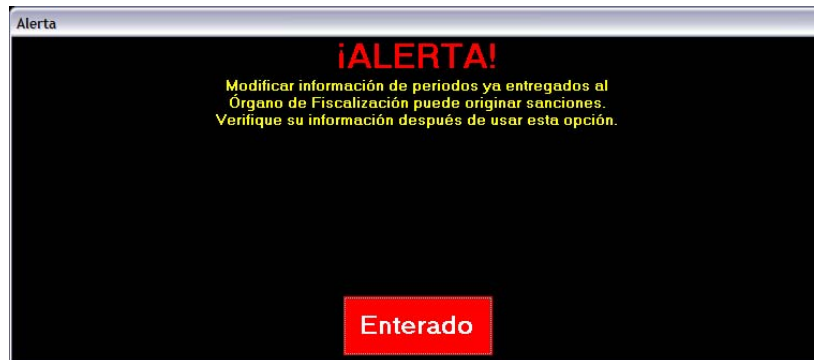 Alerta
¡ALERTA!
Modificar información de periodos ya entregados al
Órgano de Fiscalización puede originar sanciones.
Verifique su información después de usar esta opción.
Enterado